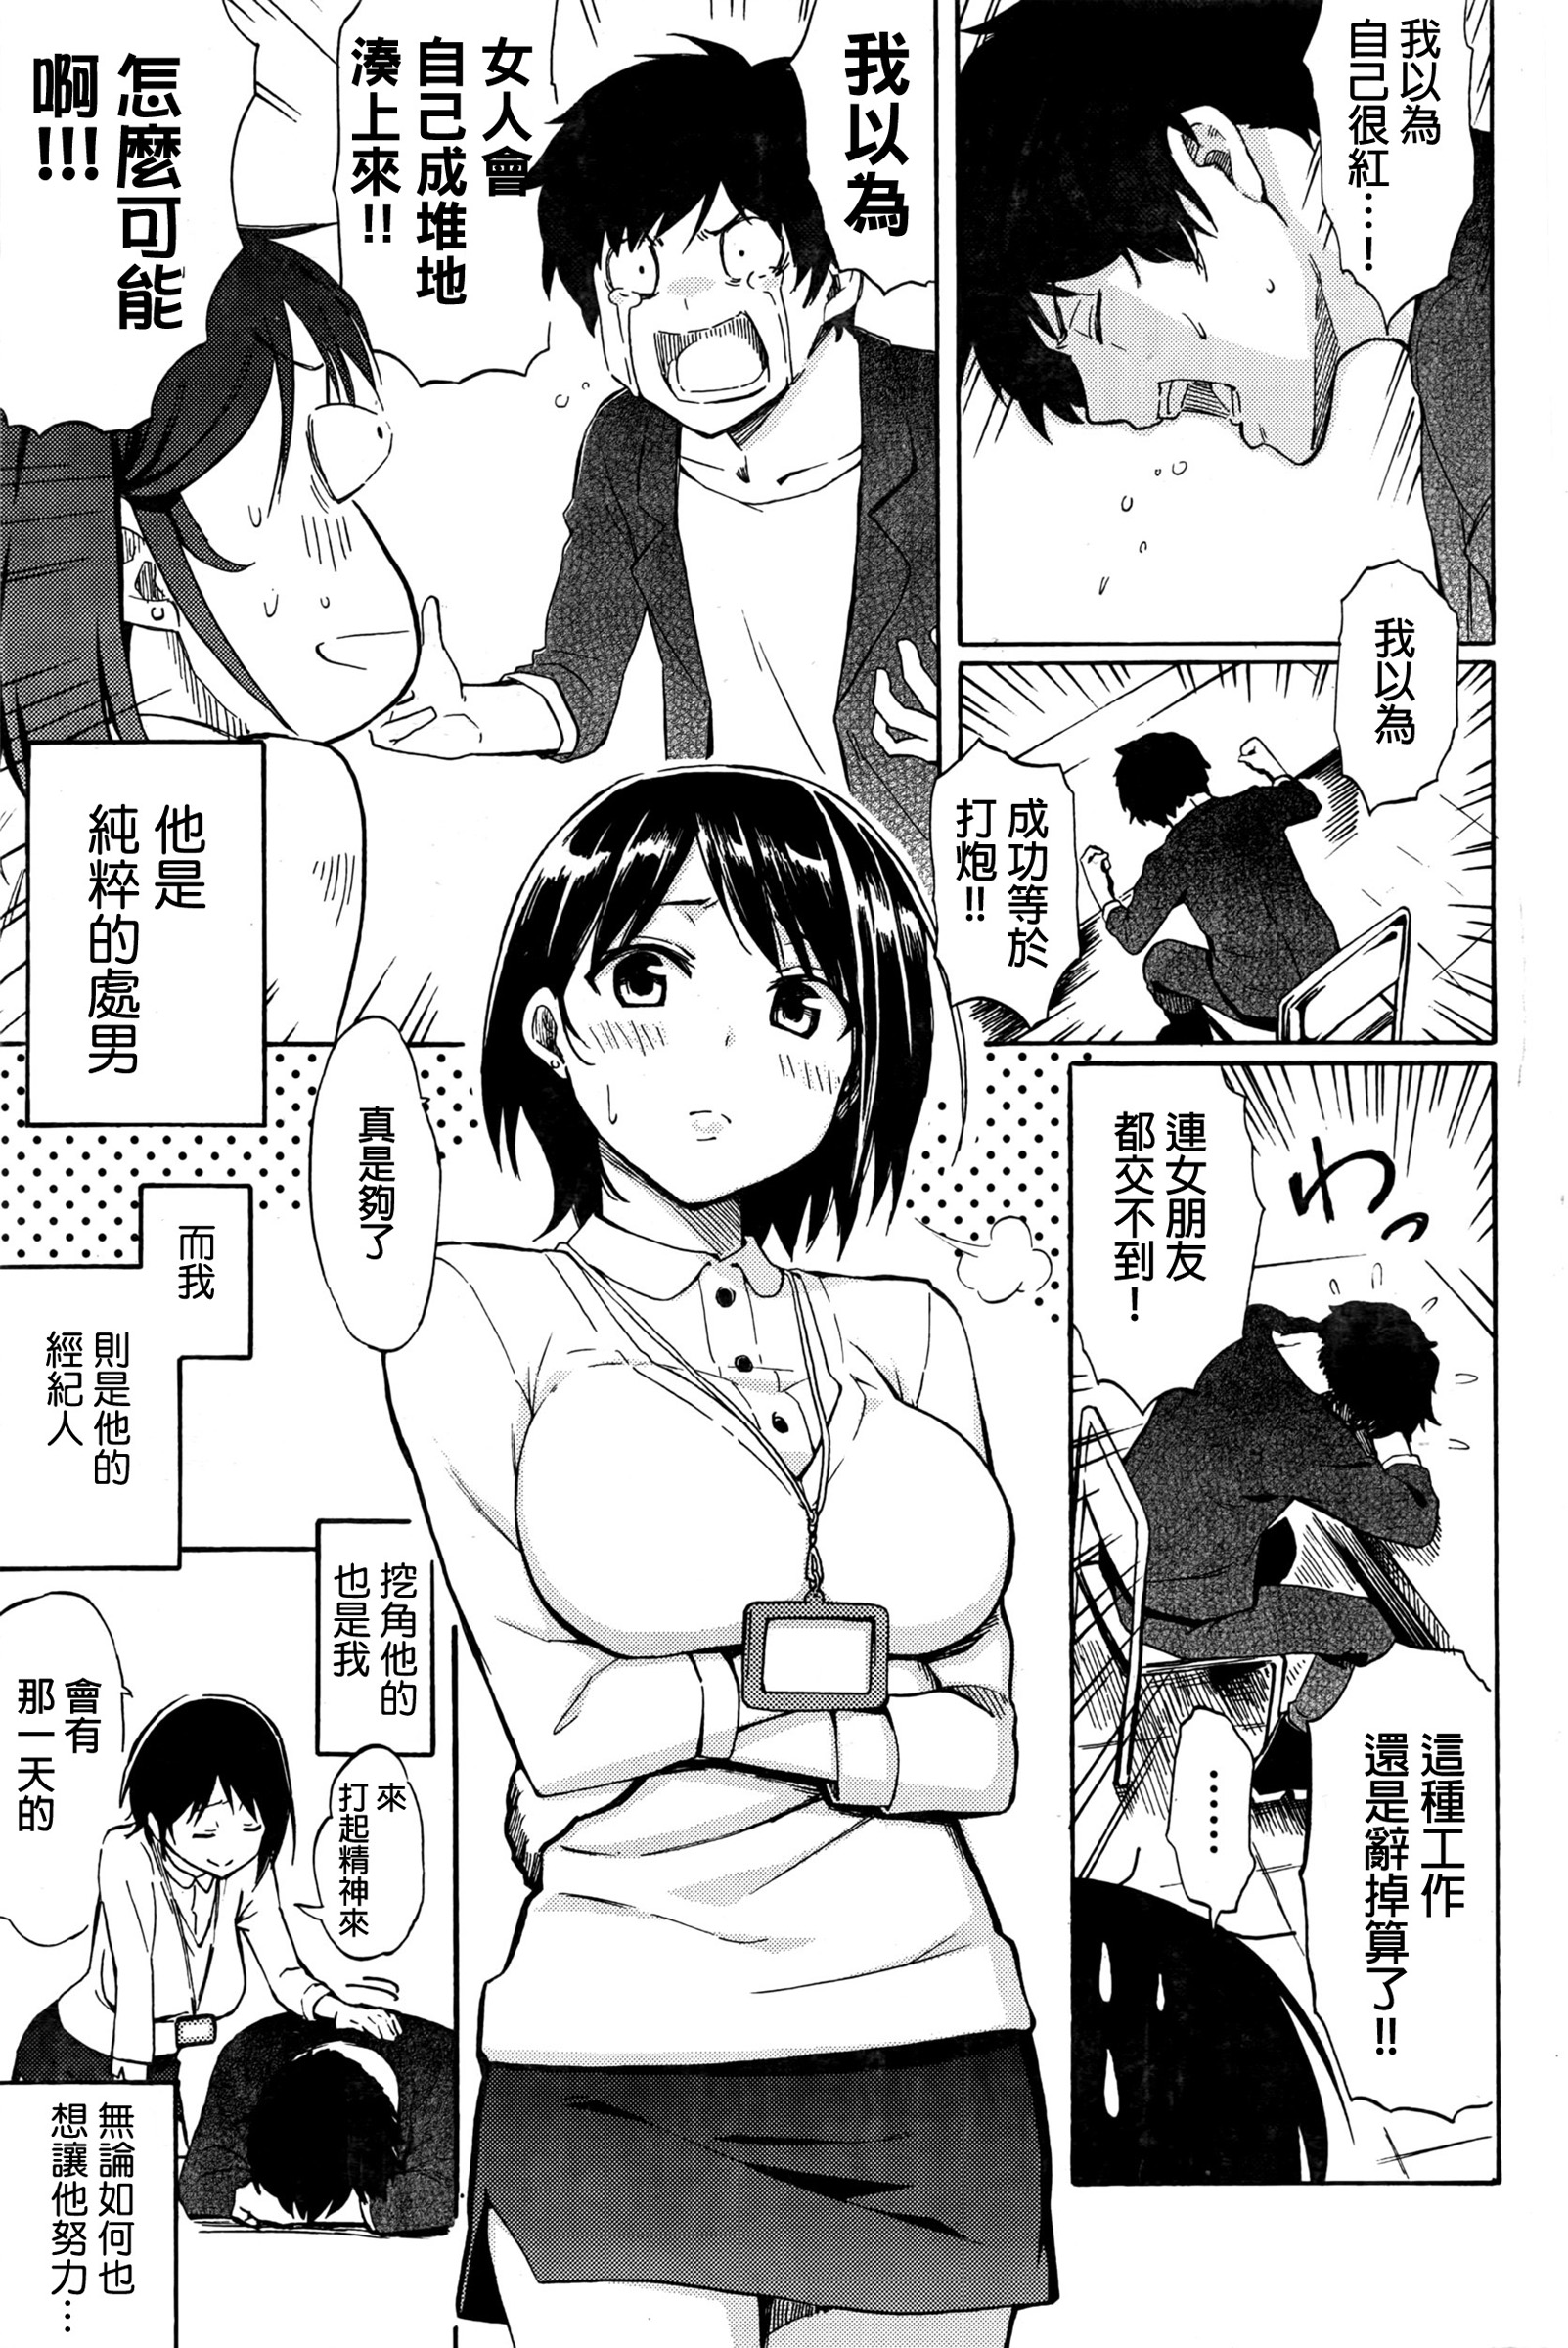 我以為
自己很紅……!
我以為
成功等於
打炮!!
我以為
女人會
自己成堆地
湊上來!!
怎麼可能
啊!!!
他是
純粹的處男
連女朋友
都交不到!
わっ
這種工作
還是辭掉算了!!
……
真是夠了
而我
則是他的
經紀人
挖角他的
也是我
來
打起精神來
會有
那一天的
無論如何也
想讓他努力…